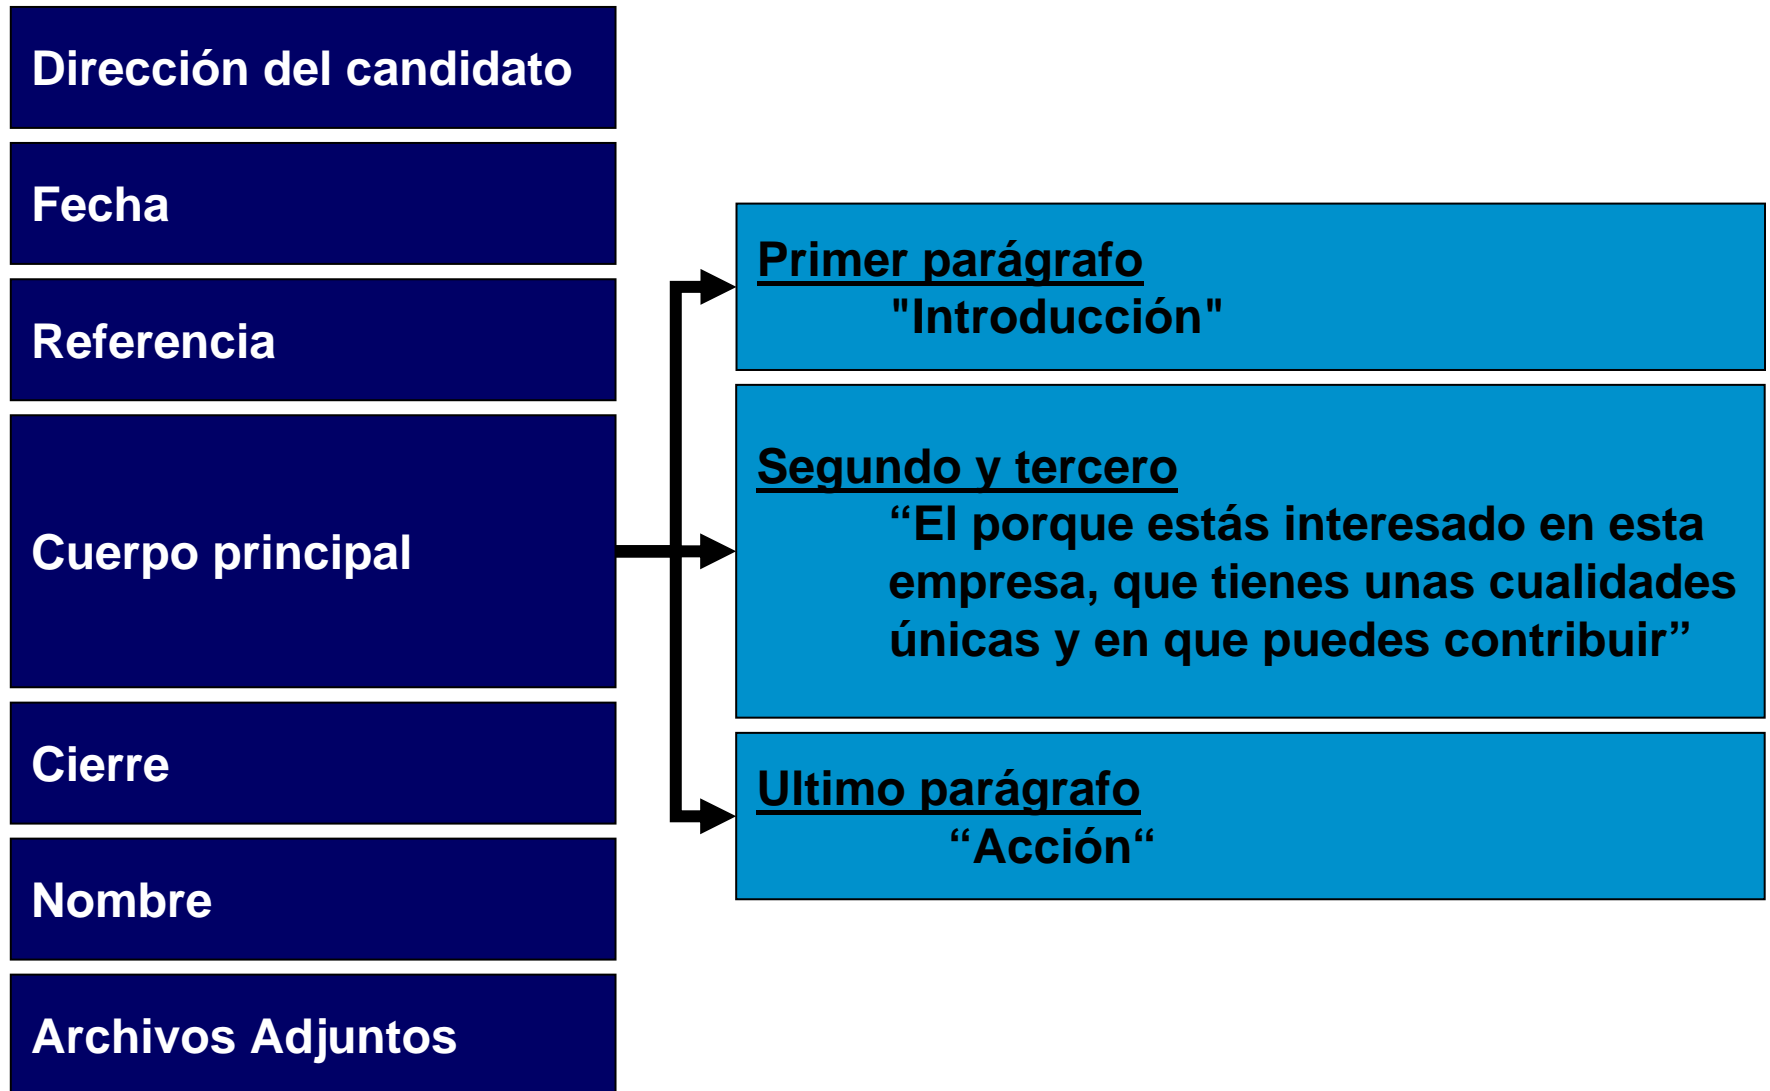 Dirección del candidato
Fecha
Referencia
Cuerpo principal
Cierre
Nombre
Archivos Adjuntos
Primer parágrafo
"Introducción"
Segundo y tercero
“El porque estás interesado en esta
empresa, que tienes unas cualidades
únicas y en que puedes contribuir”
Ultimo parágrafo
“Acción“